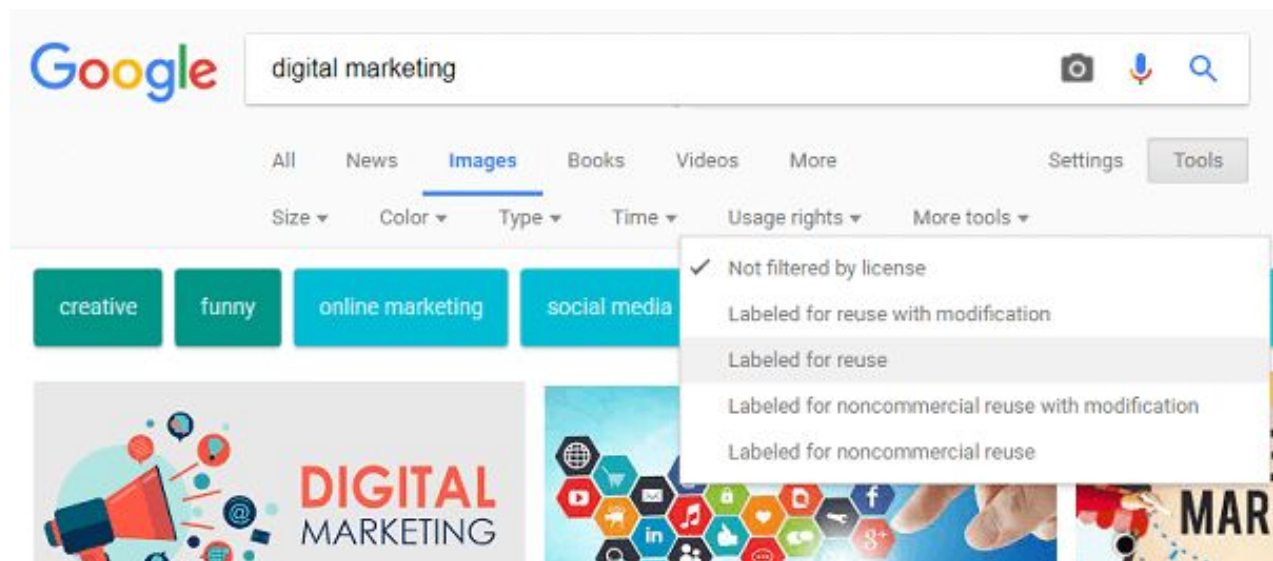 Google digital marketing
All News Images Books Videos More Settings Tools
Size Color Type Time Usage rights More tools
Not filtered by license
Labeled for reuse with modification
Labeled for reuse
Labeled for noncommercial reuse with modification
Labeled for noncommercial reuse
creative funny online marketing social media
DIGITAL
MARKETING
in f g+
MAR